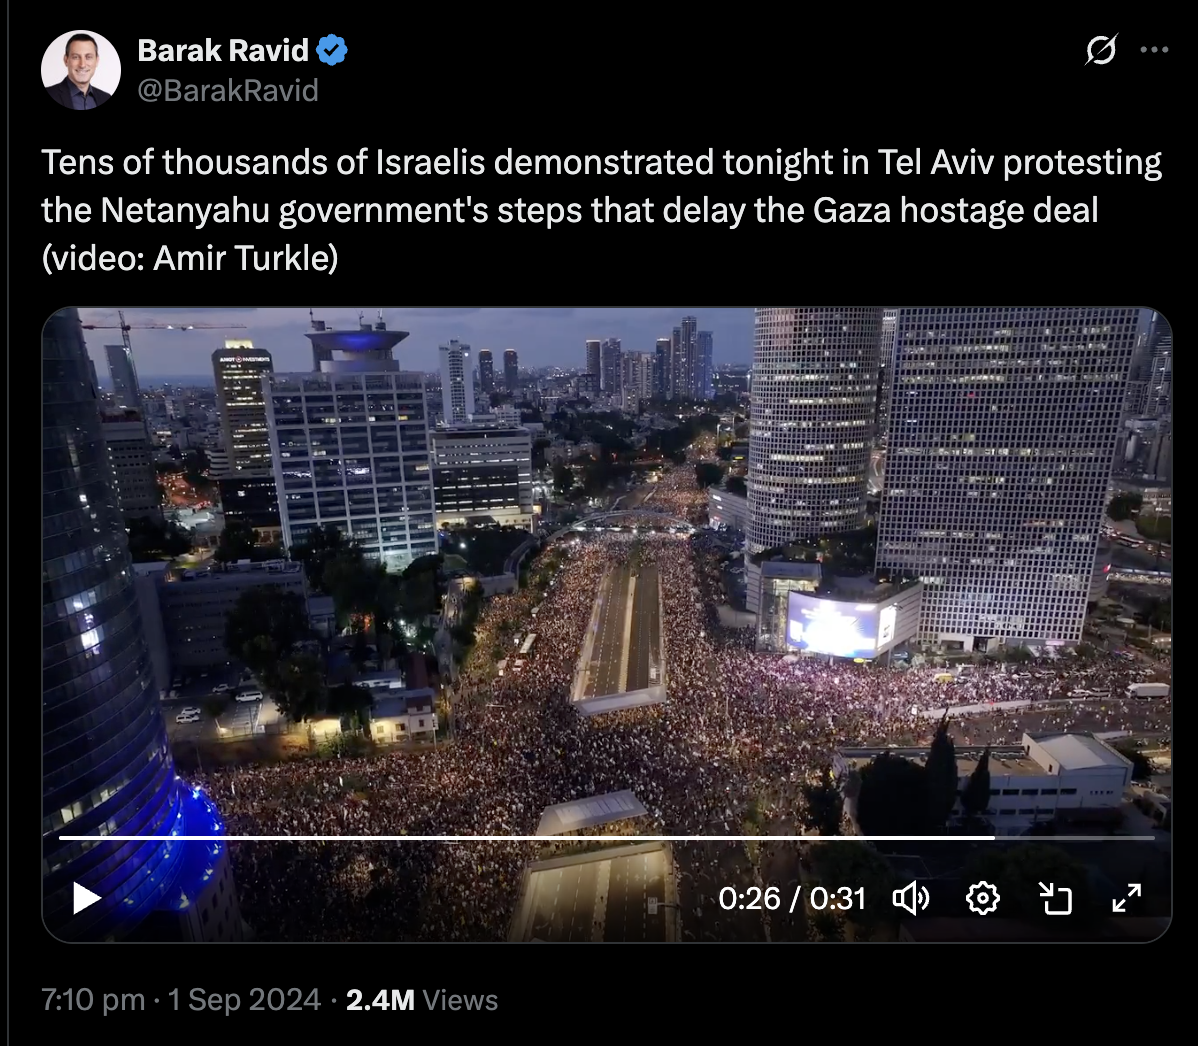 Barak Ravid
@BarakRavid
Tens of thousands of Israelis demonstrated tonight in Tel Aviv protesting
the Netanyahu government's steps that delay the Gaza hostage deal
(video: Amir Turkle)
0:26 / 0:31
7:10 pm · 1 Sep 2024 · 2.4M Views